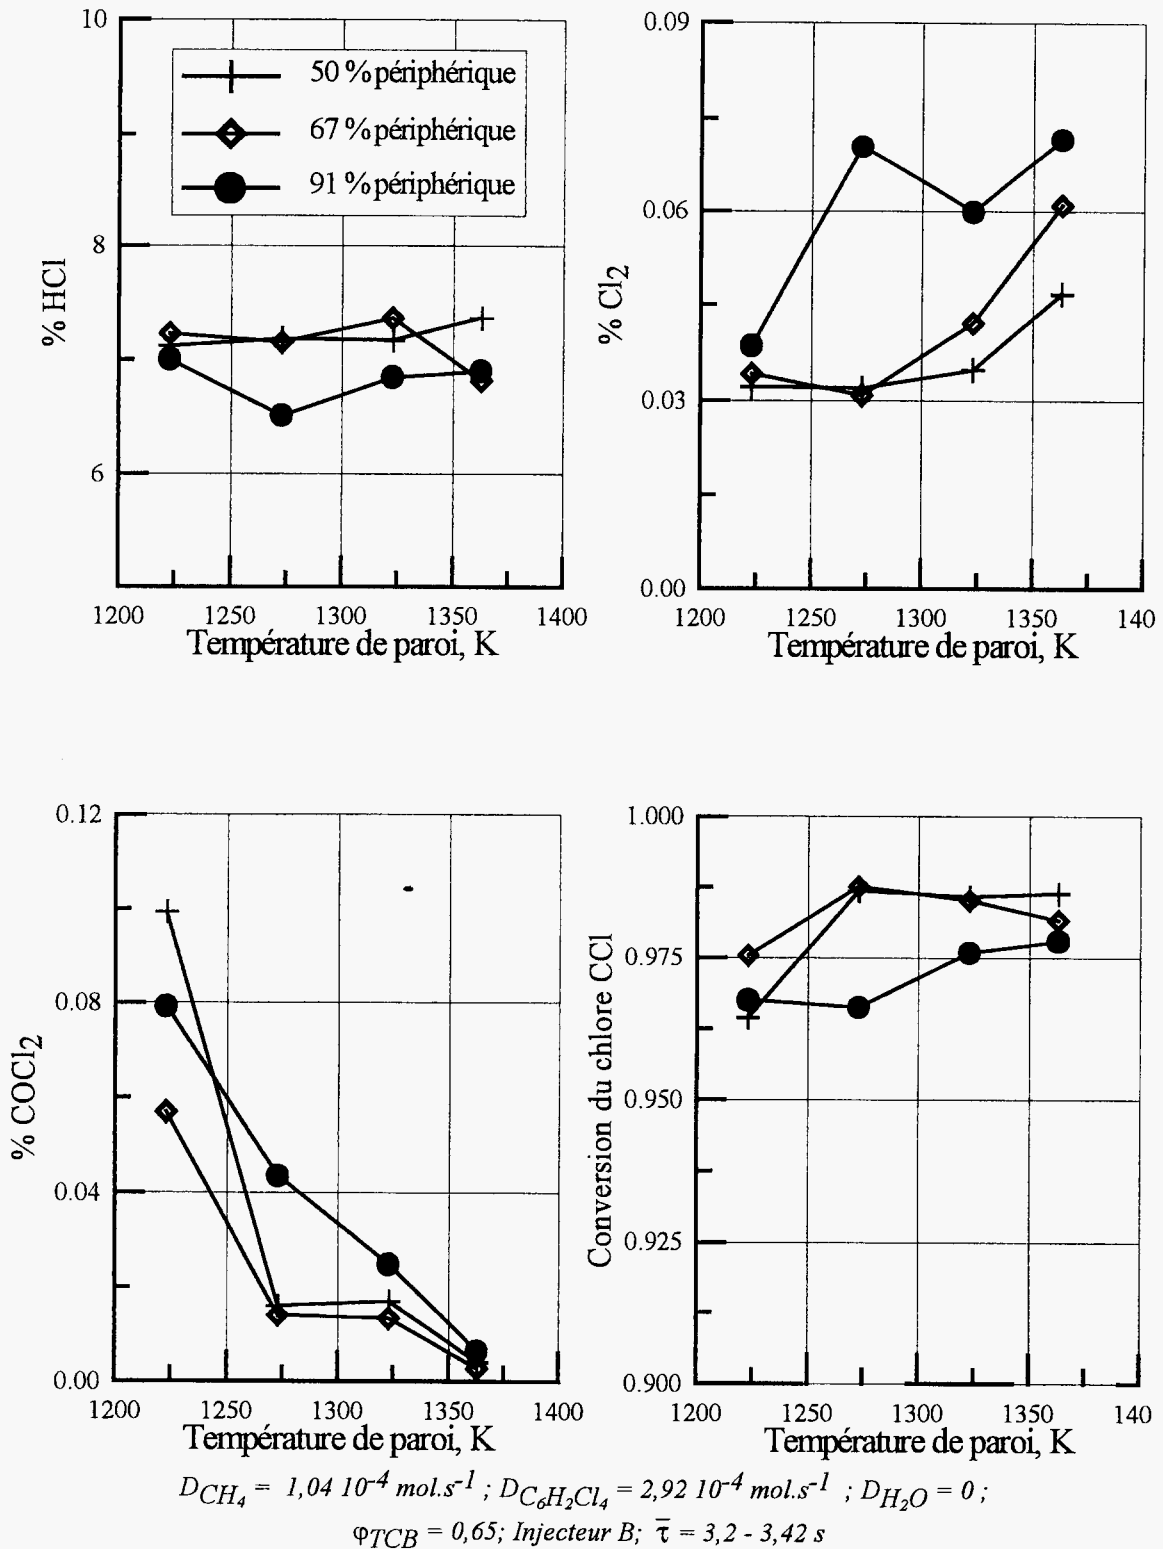 10
8
6
% HCl
50 % périphérique
67 % périphérique
91 % périphérique
1200 1250 1300 1350 1400
Température de paroi, K
0.09
0.06
0.03
0.00
% Cl2
1200 1250 1300 1350 140
Température de paroi, K
0.12
0.08
0.04
0.00
% COCl2
1200 1250 1300 1350 1400
Température de paroi, K
1.000
0.975
0.950
0.925
0.900
Conversion du chlore CCl
1200 1250 1300 1350 140
Température de paroi, K
D_CH4 = 1,04 10^-4 mol.s^-1 ; D_C6H2Cl4 = 2,92 10^-4 mol.s^-1 ; D_H2O = 0 ;
φ_TCB = 0,65; Injecteur B; τ̅ = 3,2 - 3,42 s